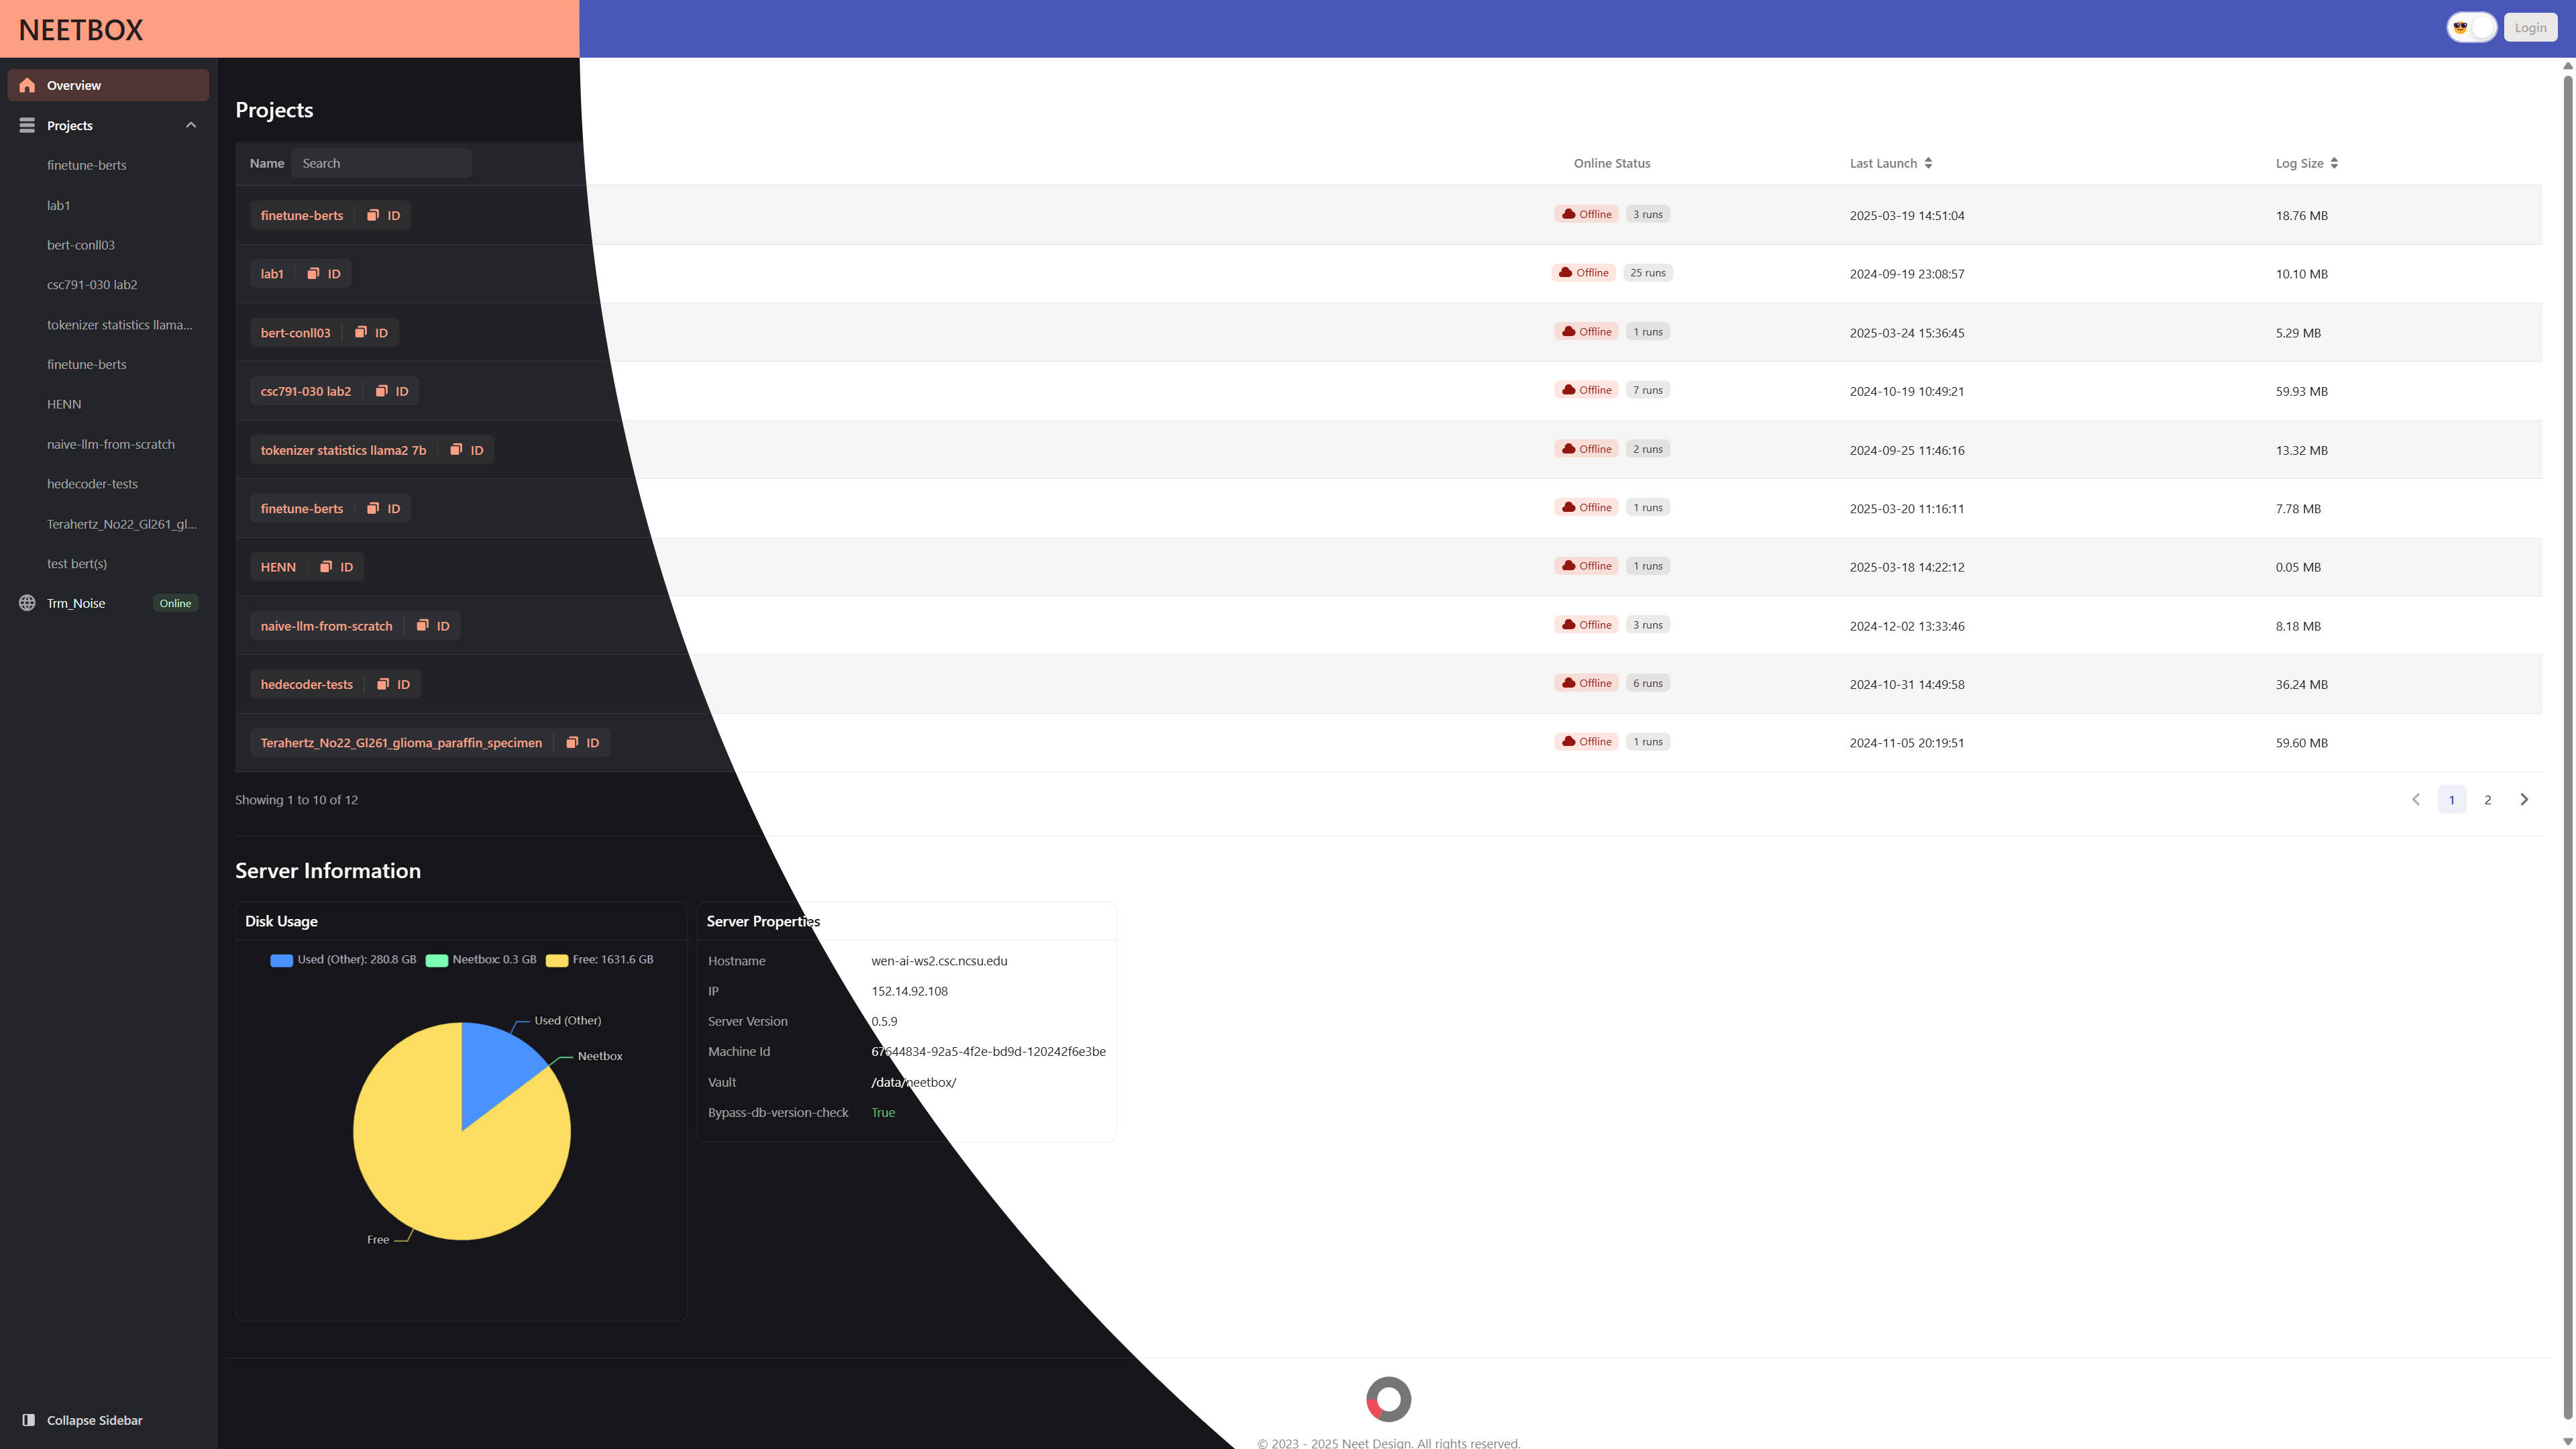 NEETBOX
Login
Overview
Projects
finetune-berts
lab1
bert-conll03
csc791-030 lab2
tokenizer statistics llama...
finetune-berts
HENN
naive-llm-from-scratch
hedecoder-tests
Terahertz_No22_Gl261_gl...
test bert(s)
Trm_Noise Online
Collapse Sidebar
Projects
Name Search Online Status Last Launch Log Size
finetune-berts ID Offline 3 runs 2025-03-19 14:51:04 18.76 MB
lab1 ID Offline 25 runs 2024-09-19 23:08:57 10.10 MB
bert-conll03 ID Offline 1 runs 2025-03-24 15:36:45 5.29 MB
csc791-030 lab2 ID Offline 7 runs 2024-10-19 10:49:21 59.93 MB
tokenizer statistics llama2 7b ID Offline 2 runs 2024-09-25 11:46:16 13.32 MB
finetune-berts ID Offline 1 runs 2025-03-20 11:16:11 7.78 MB
HENN ID Offline 1 runs 2025-03-18 14:22:12 0.05 MB
naive-llm-from-scratch ID Offline 3 runs 2024-12-02 13:33:46 8.18 MB
hedecoder-tests ID Offline 6 runs 2024-10-31 14:49:58 36.24 MB
Terahertz_No22_Gl261_glioma_paraffin_specimen ID Offline 1 runs 2024-11-05 20:19:51 59.60 MB
Showing 1 to 10 of 12 1 2
Server Information
Disk Usage
Used (Other): 280.8 GB Neetbox: 0.3 GB Free: 1631.6 GB
Used (Other)
Neetbox
Free
Server Properties
Hostname wen-ai-ws2.csc.ncsu.edu
IP 152.14.92.108
Server Version 0.5.9
Machine Id 67644834-92a5-4f2e-bd9d-120242f6e3be
Vault /data/neetbox/
Bypass-db-version-check True
© 2023 - 2025 Neet Design. All rights reserved.